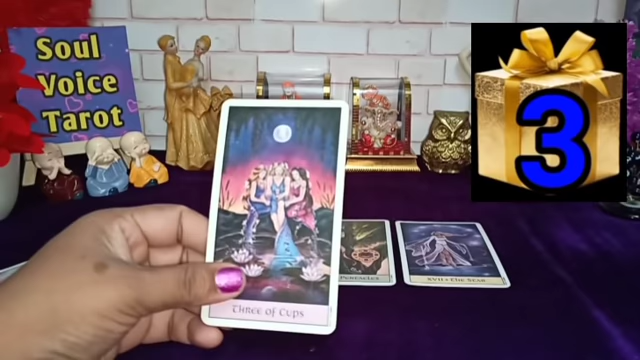 Soul
Voice
Tarot
3
Three of Cups
XVII • The Star